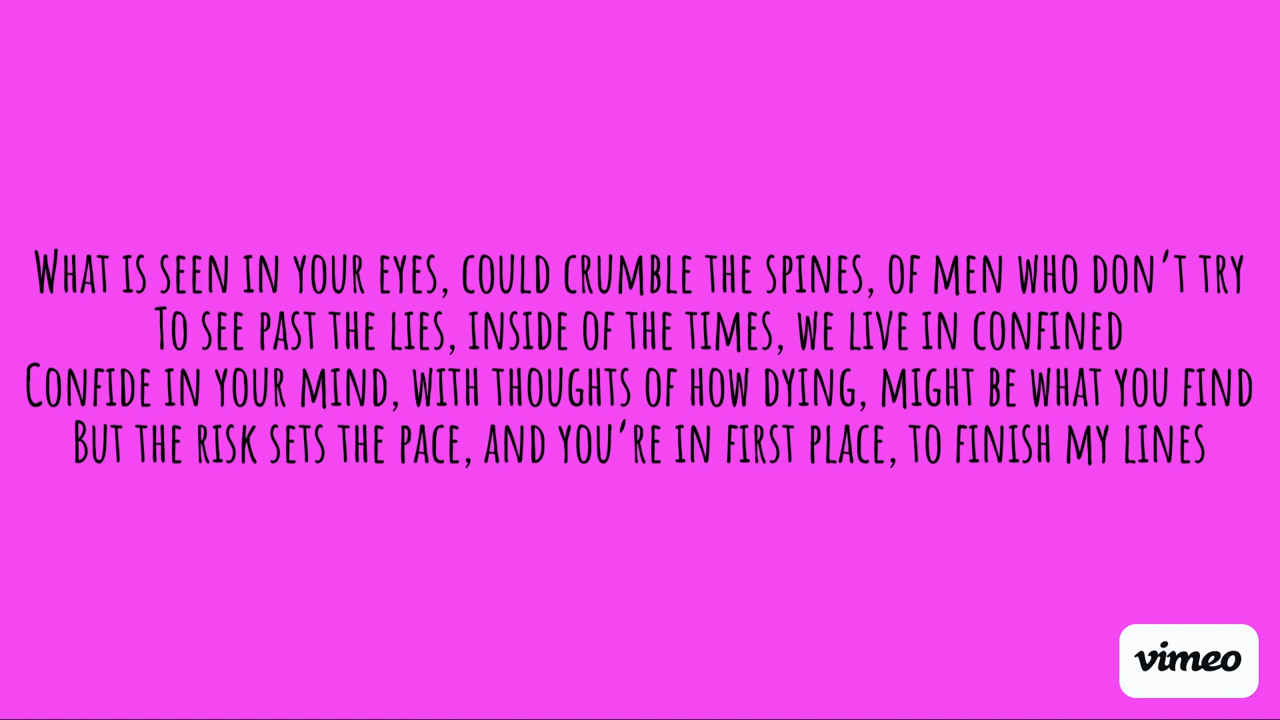 What is seen in your eyes, could crumble the spines, of men who don't try
To see past the lies, inside of the times, we live in confined
Confide in your mind, with thoughts of how dying, might be what you find
But the risk sets the pace, and you're in first place, to finish my lines
vimeo